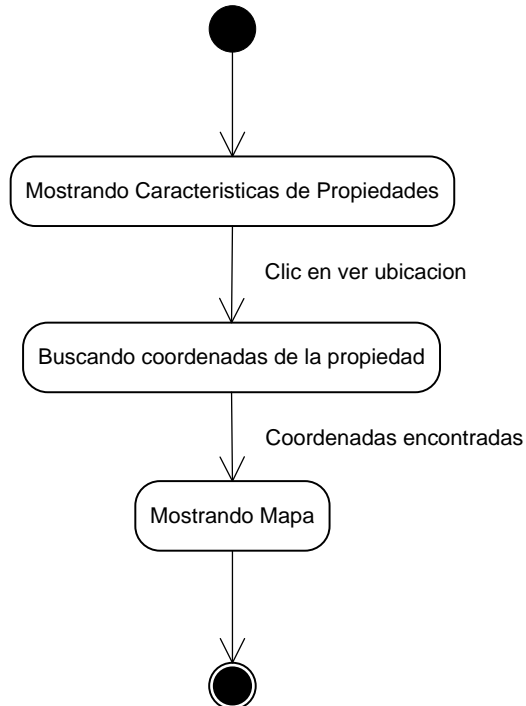 Mostrando Caracteristicas de Propiedades
Clic en ver ubicacion
Buscando coordenadas de la propiedad
Coordenadas encontradas
Mostrando Mapa